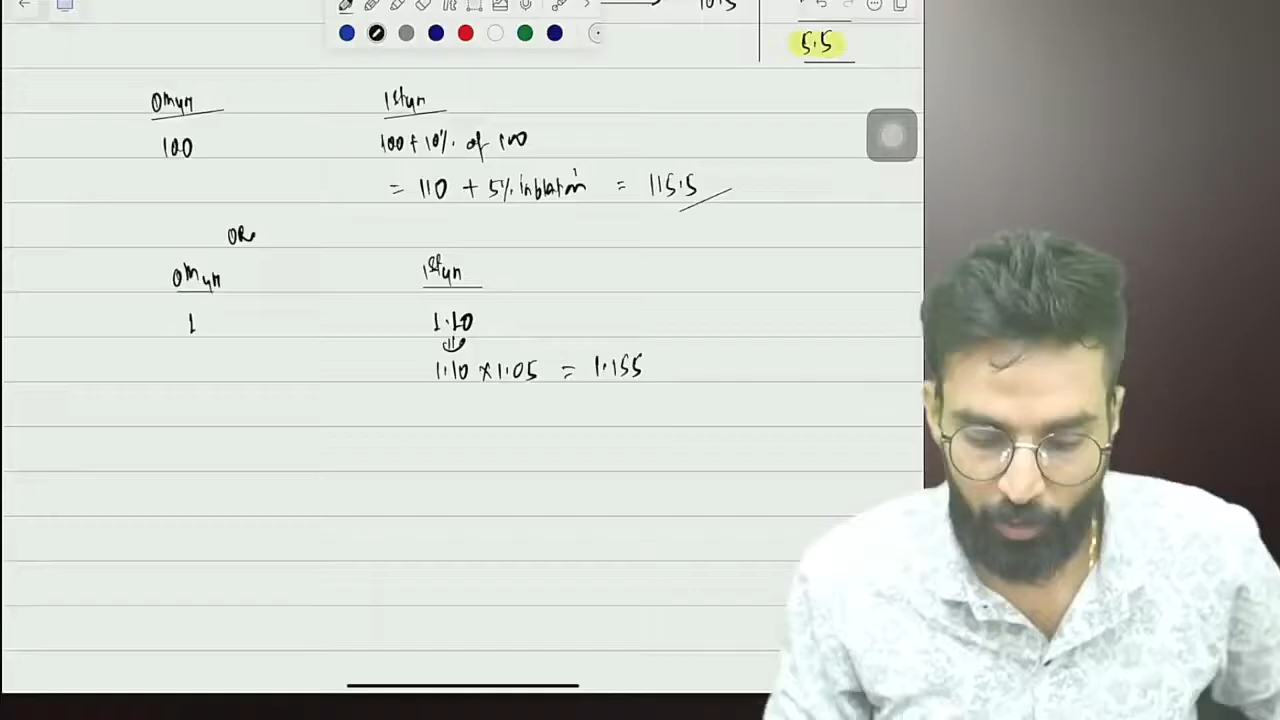 10.5
5.5
0th yr 1st yr
100 100 + 10% of 100
= 110 + 5% inflation = 115.5
OR
0th yr 1st yr
1 1.10
1.10 × 1.05 = 1.155